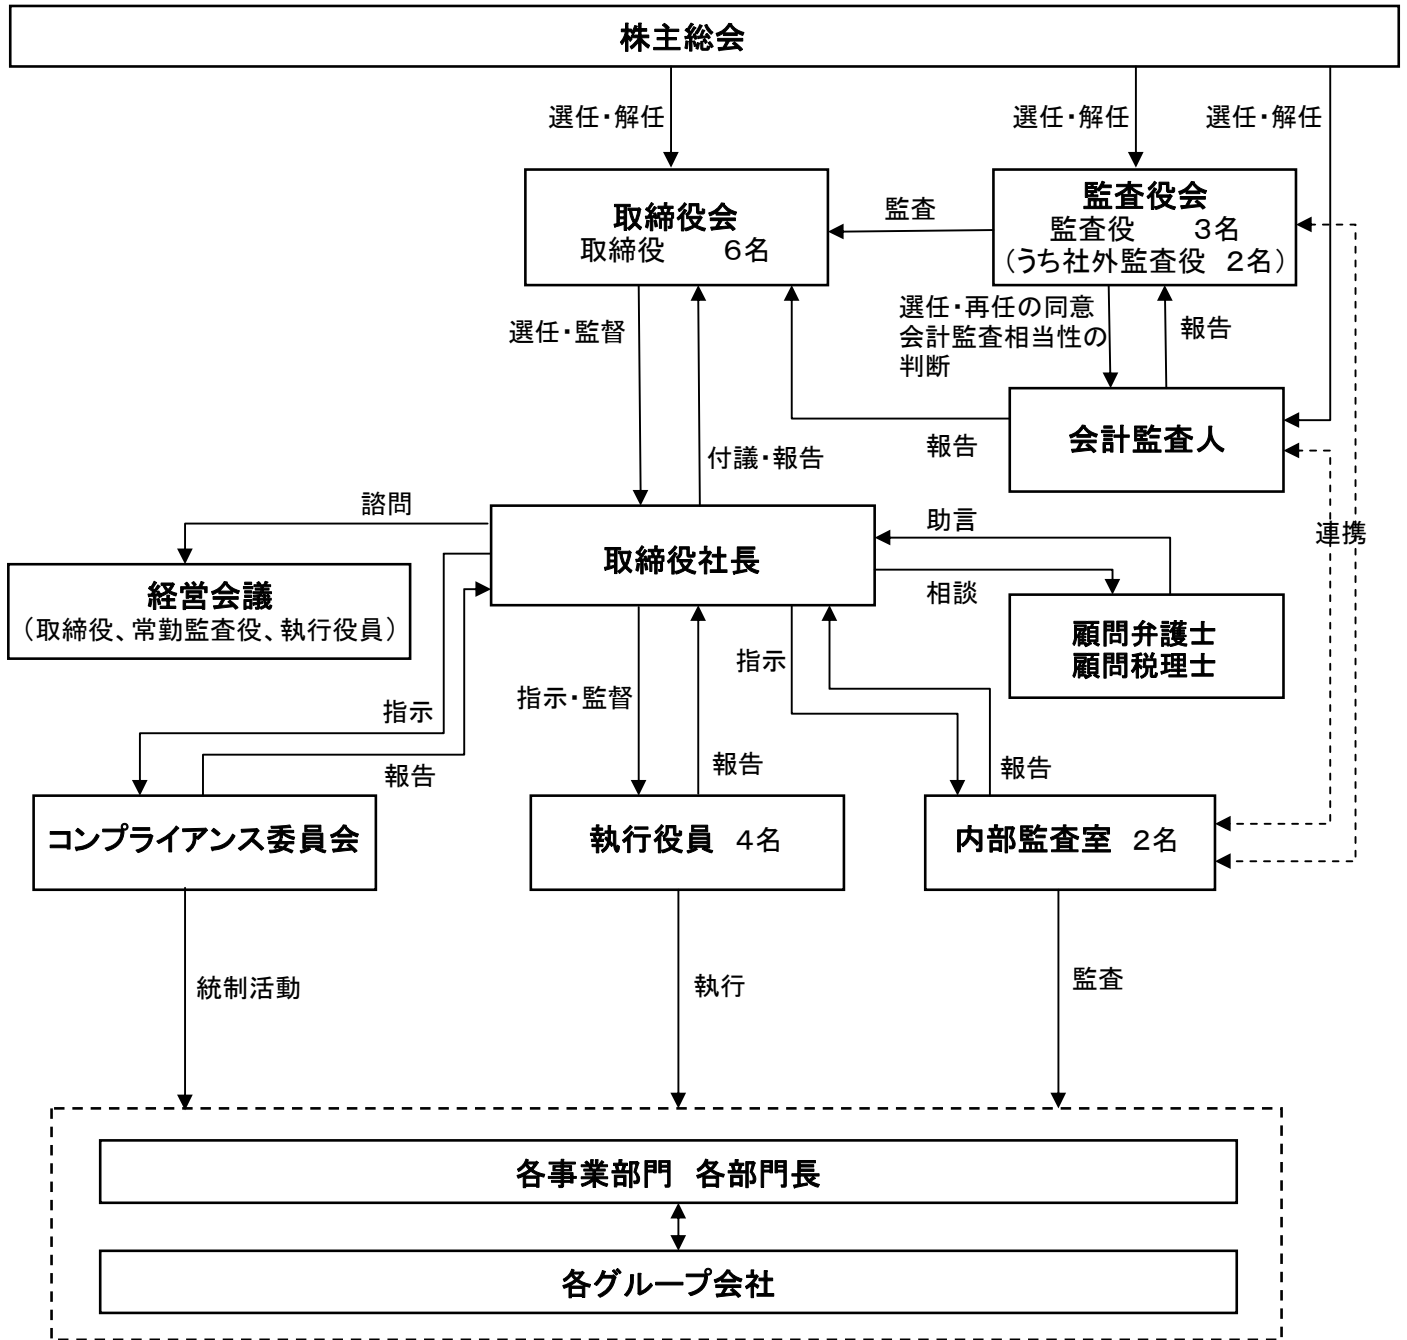 株主総会
選任・解任
選任・解任
選任・解任
取締役会
取締役　　６名
監査
監査役会
監査役　　３名
（うち社外監査役　２名）
選任・監督
付議・報告
報告
選任・再任の同意
会計監査相当性の
判断
報告
会計監査人
連携
諮問
取締役社長
助言
相談
経営会議
（取締役、常勤監査役、執行役員）
顧問弁護士
顧問税理士
指示
報告
指示・監督
報告
指示
報告
コンプライアンス委員会
執行役員　４名
内部監査室　２名
統制活動
執行
監査
各事業部門　各部門長
各グループ会社